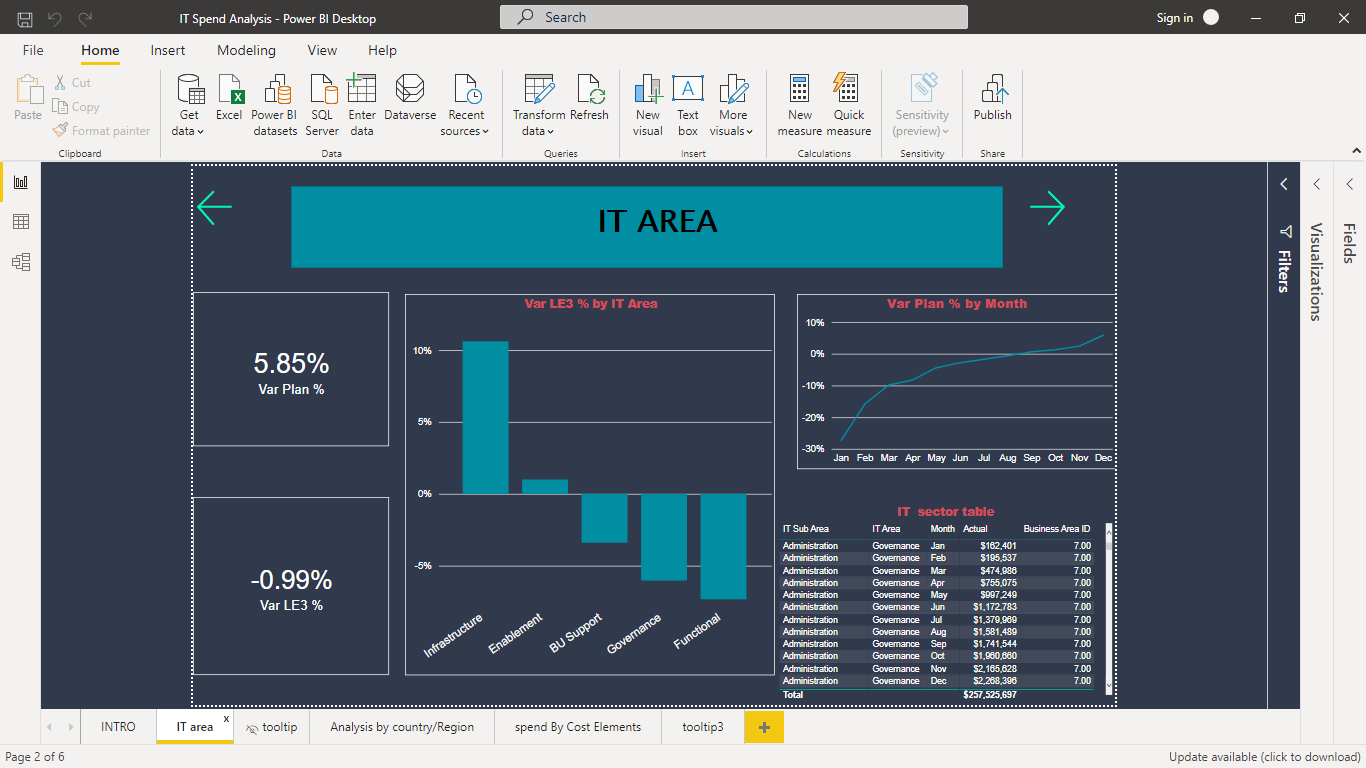 IT Spend Analysis - Power BI Desktop
Search
Sign in
File Home Insert Modeling View Help
Paste
Cut
Copy
Format painter
Clipboard
Get data
Excel
Power BI datasets
SQL Server
Enter data
Dataverse
Recent sources
Data
Transform data
Refresh
Queries
New visual
Text box
More visuals
Insert
New measure
Quick measure
Calculations
Sensitivity (preview)
Sensitivity
Publish
Share
IT AREA
5.85%
Var Plan %
-0.99%
Var LE3 %
Var LE3 % by IT Area
10%
5%
0%
-5%
Infrastructure Enablement BU Support Governance Functional
Var Plan % by Month
10%
0%
-10%
-20%
-30%
Jan Feb Mar Apr May Jun Jul Aug Sep Oct Nov Dec
IT sector table
IT Sub Area IT Area Month Actual Business Area ID
Administration Governance Jan $162,401 7.00
Administration Governance Feb $195,537 7.00
Administration Governance Mar $474,986 7.00
Administration Governance Apr $755,075 7.00
Administration Governance May $997,249 7.00
Administration Governance Jun $1,172,783 7.00
Administration Governance Jul $1,379,969 7.00
Administration Governance Aug $1,581,489 7.00
Administration Governance Sep $1,741,544 7.00
Administration Governance Oct $1,960,660 7.00
Administration Governance Nov $2,165,628 7.00
Administration Governance Dec $2,268,396 7.00
Total $257,525,697
Filters
Visualizations
Fields
INTRO
IT area
x
tooltip
Analysis by country/Region
spend By Cost Elements
tooltip3
Page 2 of 6
Update available (click to download)